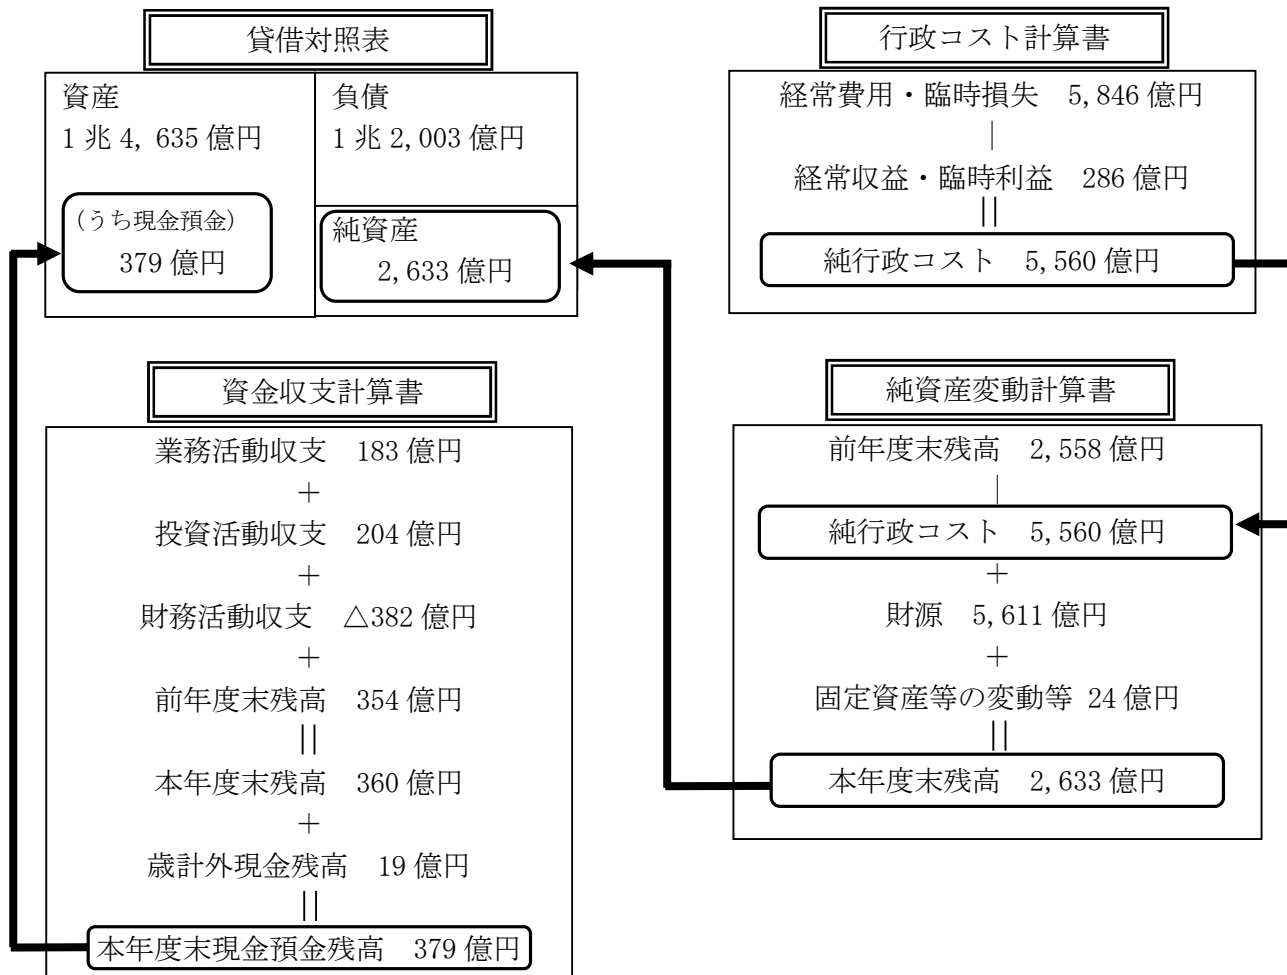 貸借対照表
資産
1兆4,635億円
(うち現金預金)
379億円
負債
1兆2,003億円
純資産
2,633億円
行政コスト計算書
経常費用・臨時損失 5,846億円
|
経常収益・臨時利益 286億円
||
純行政コスト 5,560億円
資金収支計算書
業務活動収支 183億円
+
投資活動収支 204億円
+
財務活動収支 △382億円
+
前年度末残高 354億円
||
本年度末残高 360億円
+
歳計外現金残高 19億円
||
本年度末現金預金残高 379億円
純資産変動計算書
前年度末残高 2,558億円
|
純行政コスト 5,560億円
+
財源 5,611億円
+
固定資産等の変動等 24億円
||
本年度末残高 2,633億円